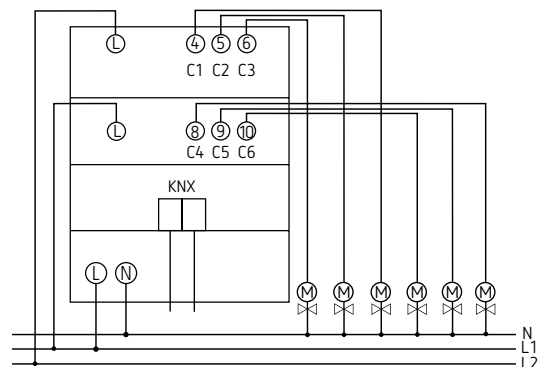 L 4 5 6
C1 C2 C3
L 8 9 10
C4 C5 C6
KNX
L N
M M M M M M
N
L1
L2